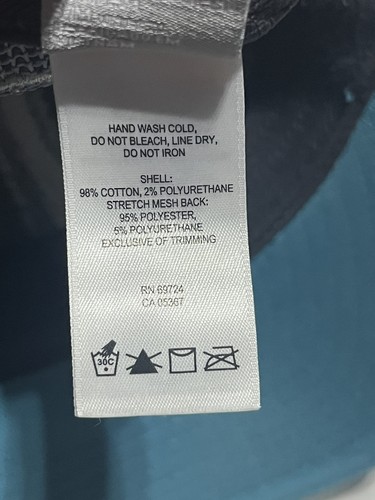 HAND WASH COLD,
DO NOT BLEACH, LINE DRY,
DO NOT IRON
SHELL:
98% COTTON, 2% POLYURETHANE
STRETCH MESH BACK:
95% POLYESTER,
5% POLYURETHANE
EXCLUSIVE OF TRIMMING
RN 69724
CA 05367
30C